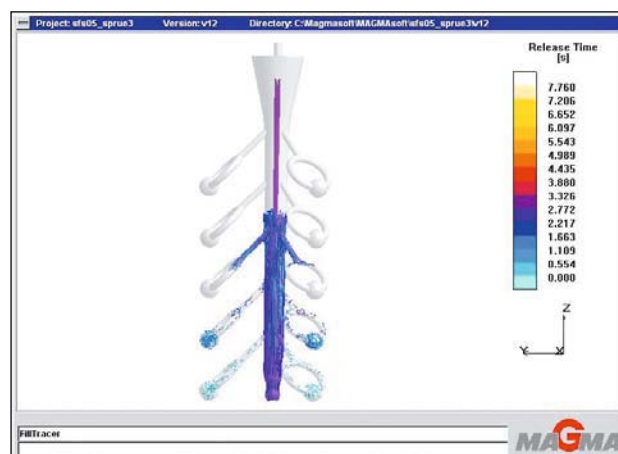 Project: sfs05_sprue3 Version: v12 Directory: C:\Magmasoft\MAGMAsoft\sfs05_sprue3\v12
Release Time
[s]
7.760
7.206
6.652
6.097
5.543
4.989
4.435
3.880
3.326
2.772
2.217
1.663
1.109
0.554
0.000
Z
Y
X
FillTracer
MAGMA